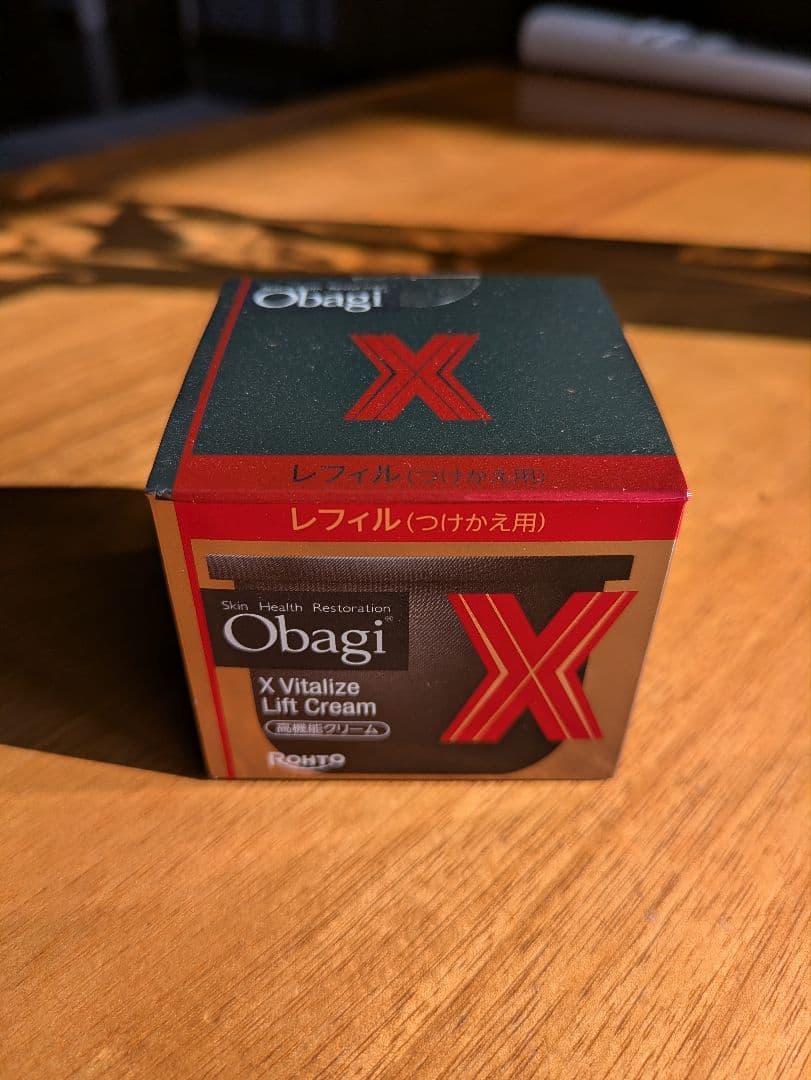 Obagi
X
レフィル(つけかえ用)
レフィル(つけかえ用)
Skin Health Restoration
Obagi®
X
X Vitalize
Lift Cream
高機能クリーム
ROHTO